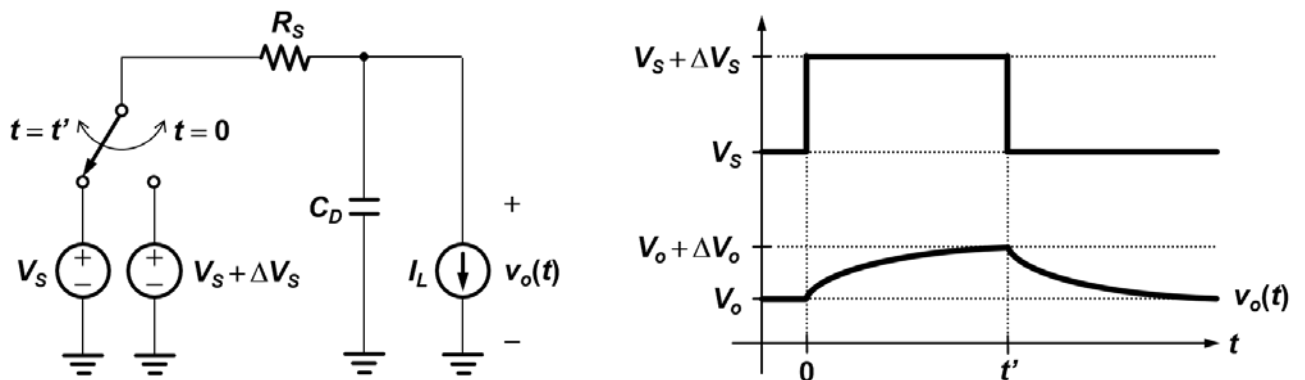 R_S
t = t' t = 0
C_D
V_S + − + − V_S + ΔV_S
I_L
+
v_o(t)
−
V_S + ΔV_S
V_S
V_o + ΔV_o
V_o
v_o(t)
t
0 t'